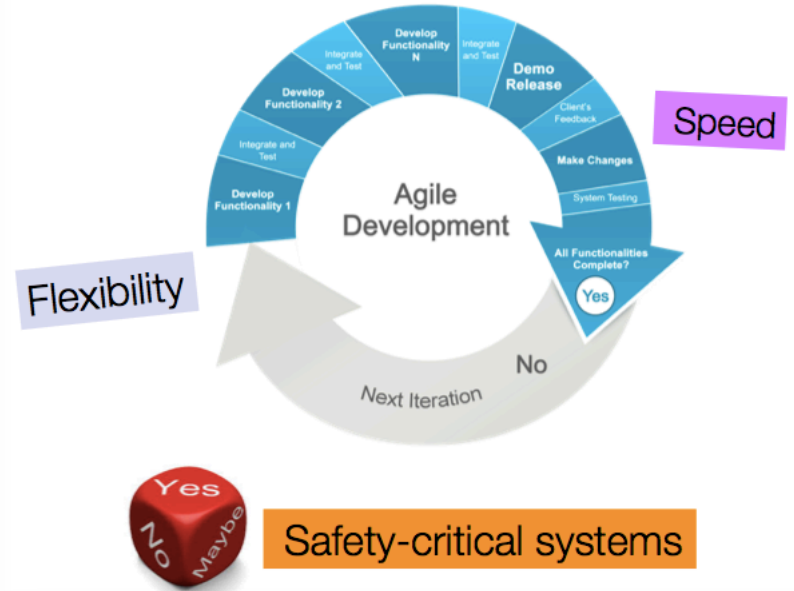 Develop
Functionality 1
Integrate and
Test
Develop
Functionality 2
Integrate
and Test
Develop
Functionality
N
Integrate
and Test
Demo
Release
Client's
Feedback
Make Changes
System Testing
All Functionalities
Complete?
Yes
No
Next Iteration
Agile
Development
Speed
Flexibility
Yes
No
Maybe
Safety-critical systems